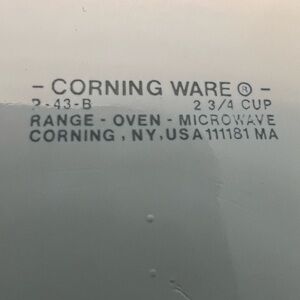 - CORNING WARE ® -
P-43-B 2 3/4 CUP
RANGE - OVEN - MICROWAVE
CORNING, NY, USA 111181 MA